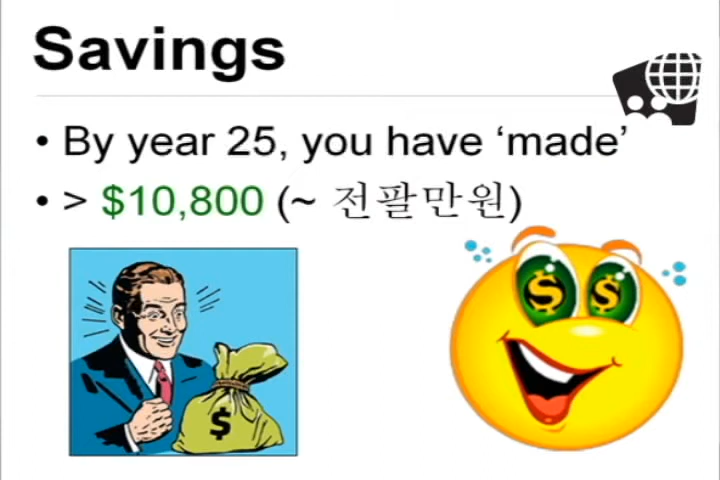 Savings
• By year 25, you have ‘made’
• > $10,800 (~ 전팔만원)
$
$ $